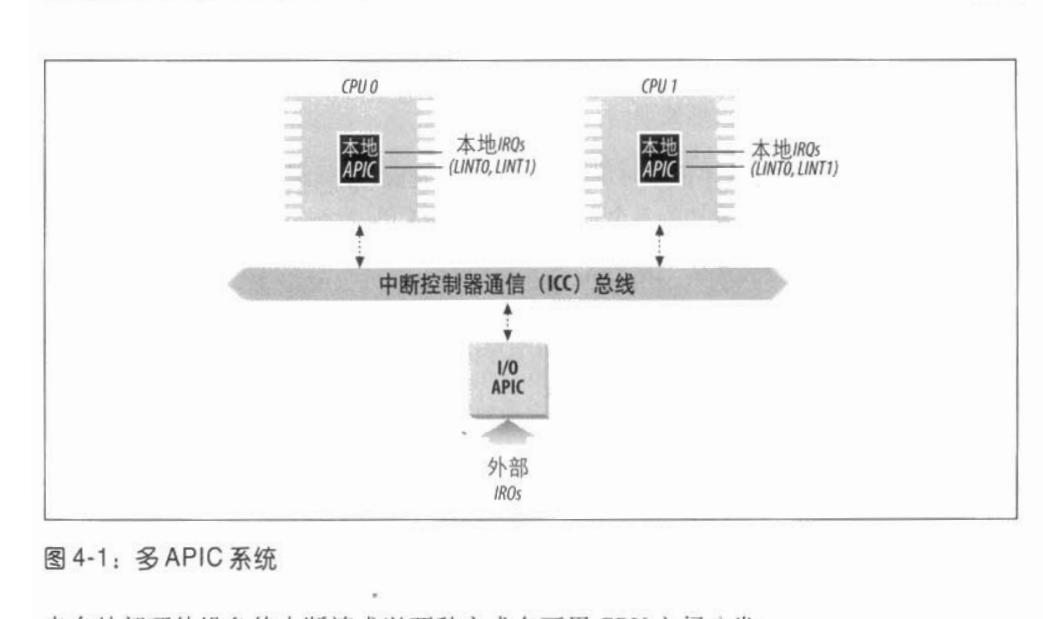 CPU 0
CPU 1
本地
APIC
本地IRQs
(LINT0, LINT1)
本地
APIC
本地IRQs
(LINT0, LINT1)
中断控制器通信（ICC）总线
I/O
APIC
外部
IRQs
图 4-1：多 APIC 系统